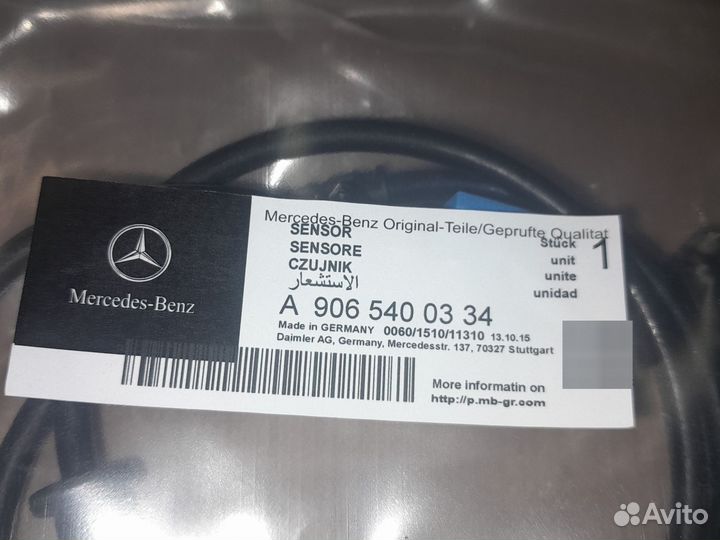 Mercedes-Benz Original-Teile/Geprufte Qualitat
SENSOR
SENSORE
CZUJNIK
الاستشعار
Stück
unit
unite
unidad
1
Mercedes-Benz
A 906 540 03 34
Made in GERMANY 0060/1510/11310 13.10.15
Daimler AG, Germany, Mercedesstr. 137, 70327 Stuttgart
More informatin on
http://p.mb-gr.com
Avito